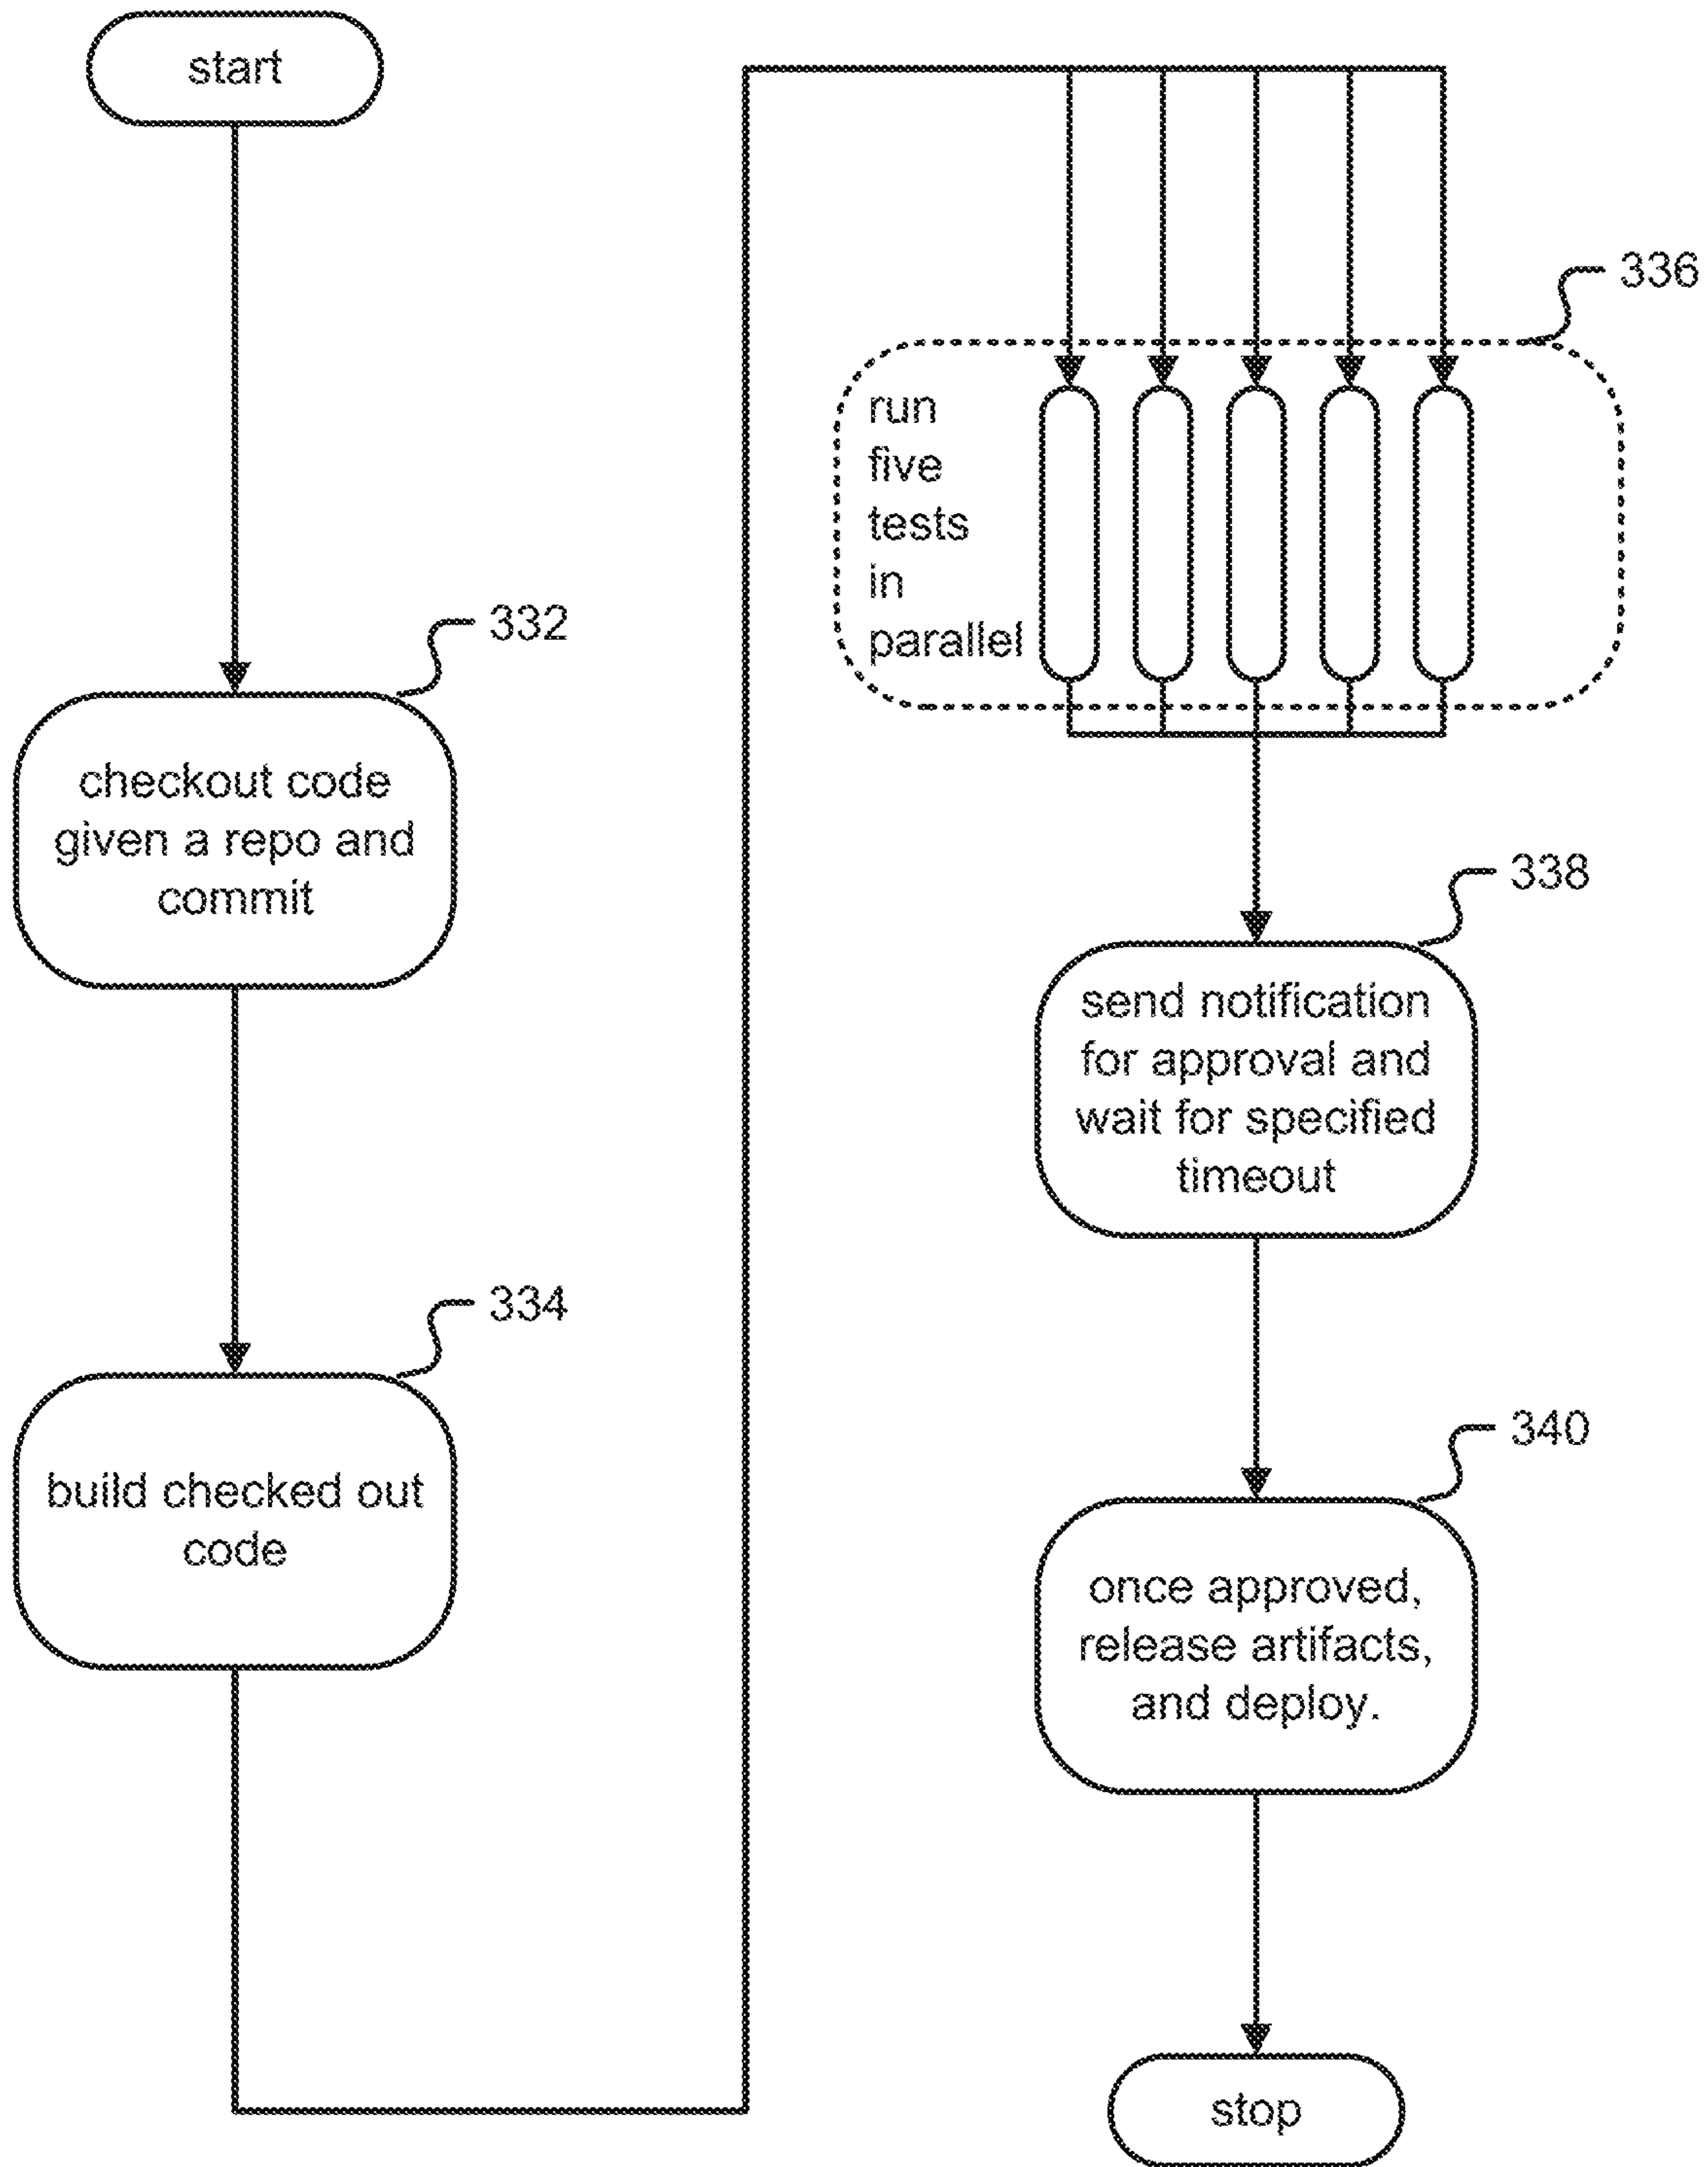 start
332
checkout code
given a repo and
commit
334
build checked out
code
336
run
five
tests
in
parallel
338
send notification
for approval and
wait for specified
timeout
340
once approved,
release artifacts,
and deploy.
stop